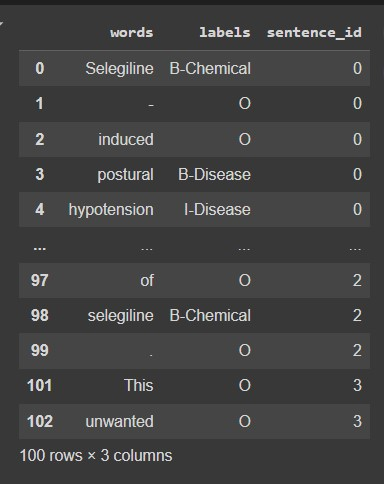 words labels sentence_id
0 Selegiline B-Chemical 0
1 - O 0
2 induced O 0
3 postural B-Disease 0
4 hypotension I-Disease 0
... ... ... ...
97 of O 2
98 selegiline B-Chemical 2
99 . O 2
101 This O 3
102 unwanted O 3
100 rows × 3 columns